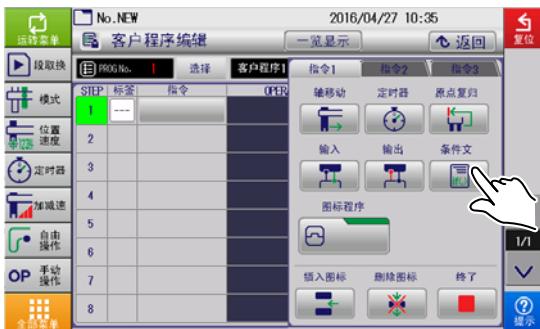 运转菜单
No. NEW
2016/04/27 10:35
复位
客户程序编辑
一览显示
返回
段取换
PROG No.
1
选择
客户程序1
指令1
指令2
指令3
模式
STEP
标签
指令
OPER
轴移动
定时器
原点复归
1
---
位置
速度
2
输入
输出
条件文
定时器
3
加减速
4
图标程序
自由
操作
5
1/1
6
OP
手动
操作
7
插入图标
删除图标
终了
全部菜单
8
提示